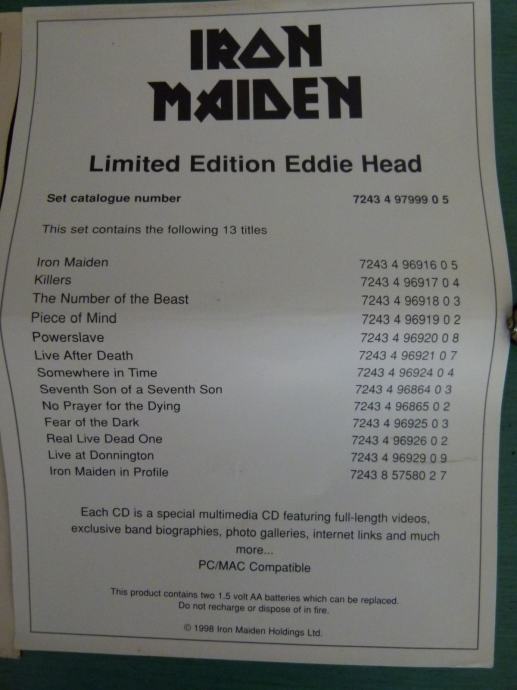 IRON
MAIDEN
Limited Edition Eddie Head
Set catalogue number 7243 4 97999 0 5
This set contains the following 13 titles
Iron Maiden 7243 4 96916 0 5
Killers 7243 4 96917 0 4
The Number of the Beast 7243 4 96918 0 3
Piece of Mind 7243 4 96919 0 2
Powerslave 7243 4 96920 0 8
Live After Death 7243 4 96921 0 7
Somewhere in Time 7243 4 96924 0 4
Seventh Son of a Seventh Son 7243 4 96864 0 3
No Prayer for the Dying 7243 4 96865 0 2
Fear of the Dark 7243 4 96925 0 3
Real Live Dead One 7243 4 96926 0 2
Live at Donnington 7243 4 96929 0 9
Iron Maiden in Profile 7243 8 57580 2 7
Each CD is a special multimedia CD featuring full-length videos,
exclusive band biographies, photo galleries, internet links and much
more...
PC/MAC Compatible
This product contains two 1.5 volt AA batteries which can be replaced.
Do not recharge or dispose of in fire.
© 1998 Iron Maiden Holdings Ltd.